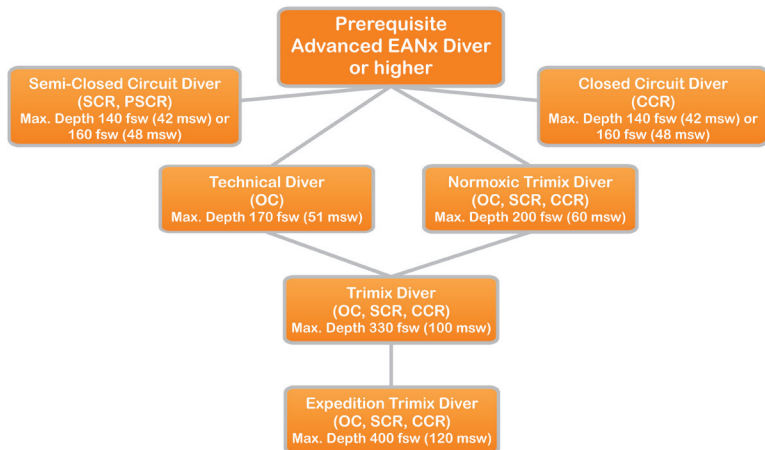 Prerequisite
Advanced EANx Diver
or higher
Semi-Closed Circuit Diver
(SCR, PSCR)
Max. Depth 140 fsw (42 msw) or
160 fsw (48 msw)
Closed Circuit Diver
(CCR)
Max. Depth 140 fsw (42 msw) or
160 fsw (48 msw)
Technical Diver
(OC)
Max. Depth 170 fsw (51 msw)
Normoxic Trimix Diver
(OC, SCR, CCR)
Max. Depth 200 fsw (60 msw)
Trimix Diver
(OC, SCR, CCR)
Max. Depth 330 fsw (100 msw)
Expedition Trimix Diver
(OC, SCR, CCR)
Max. Depth 400 fsw (120 msw)